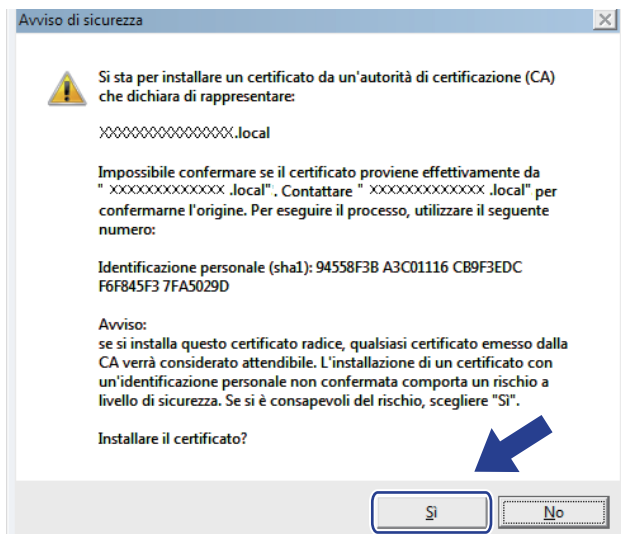 Avviso di sicurezza
Si sta per installare un certificato da un'autorità di certificazione (CA)
che dichiara di rappresentare:
XXXXXXXXXXXXXXX.local
Impossibile confermare se il certificato proviene effettivamente da
" XXXXXXXXXXXXX .local". Contattare " XXXXXXXXXXXXX .local" per
confermarne l'origine. Per eseguire il processo, utilizzare il seguente
numero:
Identificazione personale (sha1): 94558F3B A3C01116 CB9F3EDC
F6F845F3 7FA5029D
Avviso:
se si installa questo certificato radice, qualsiasi certificato emesso dalla
CA verrà considerato attendibile. L'installazione di un certificato con
un'identificazione personale non confermata comporta un rischio a
livello di sicurezza. Se si è consapevoli del rischio, scegliere "Sì".
Installare il certificato?
Sì No